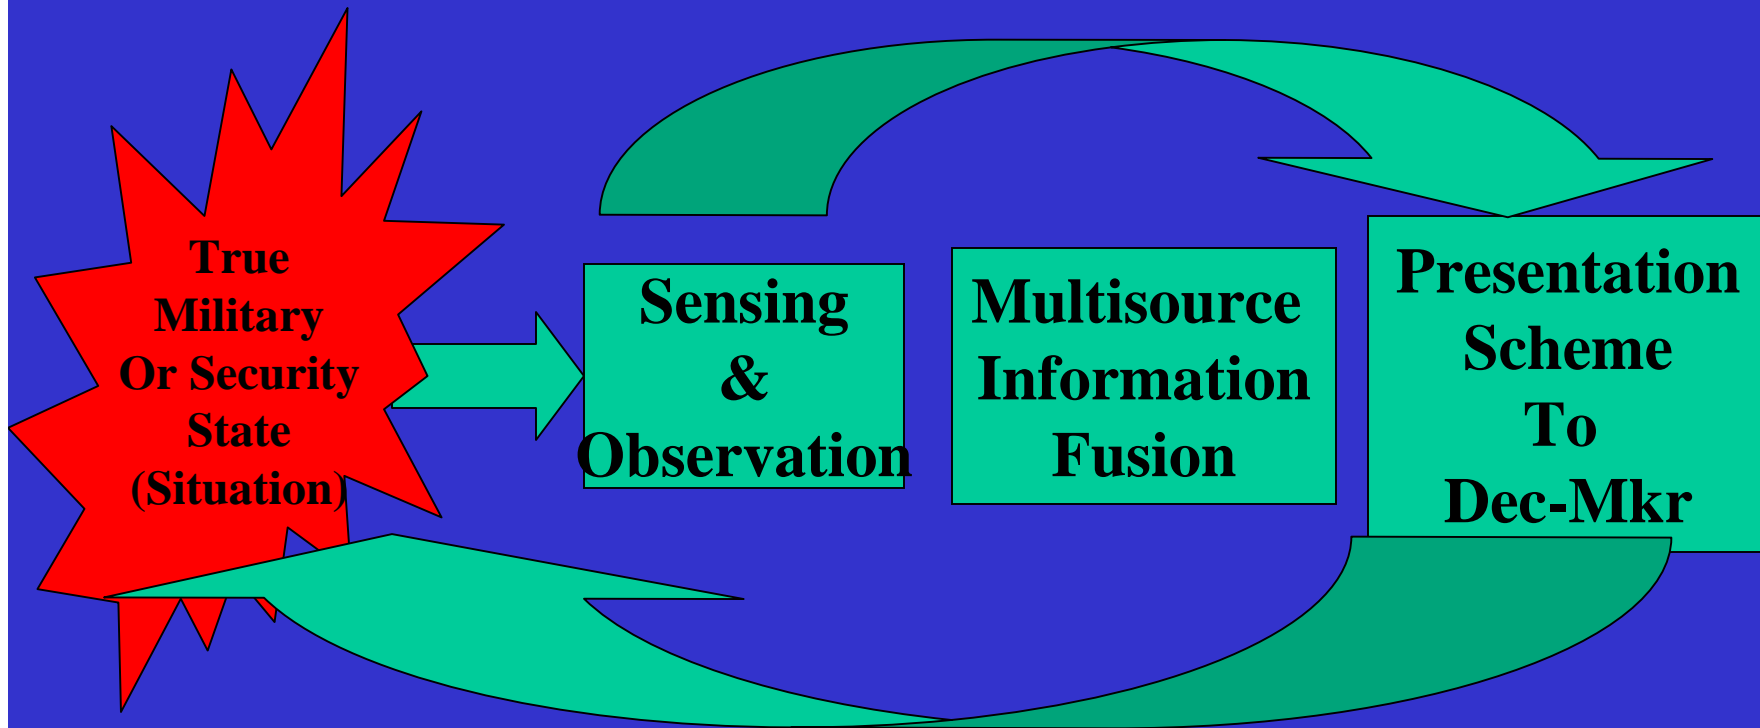 True
Military
Or Security
State
(Situation)
Sensing
&
Observation
Multisource
Information
Fusion
Presentation
Scheme
To
Dec-Mkr